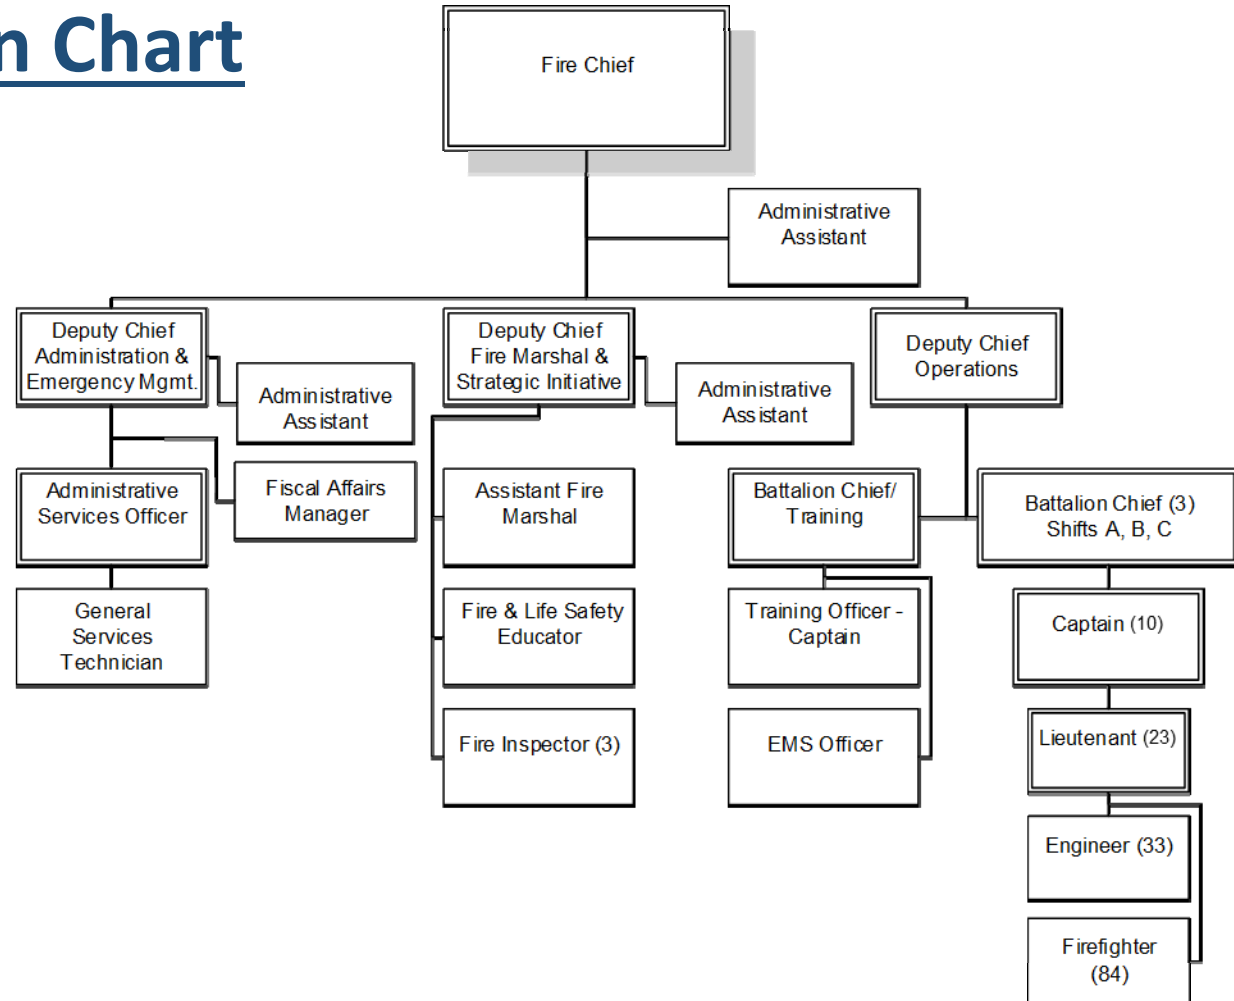 n Chart
Fire Chief
Administrative
Assistant
Deputy Chief
Administration &
Emergency Mgmt.
Administrative
Assistant
Deputy Chief
Fire Marshal &
Strategic Initiative
Administrative
Assistant
Deputy Chief
Operations
Administrative
Services Officer
Fiscal Affairs
Manager
General
Services
Technician
Assistant Fire
Marshal
Fire & Life Safety
Educator
Fire Inspector (3)
Battalion Chief/
Training
Training Officer -
Captain
EMS Officer
Battalion Chief (3)
Shifts A, B, C
Captain (10)
Lieutenant (23)
Engineer (33)
Firefighter
(84)